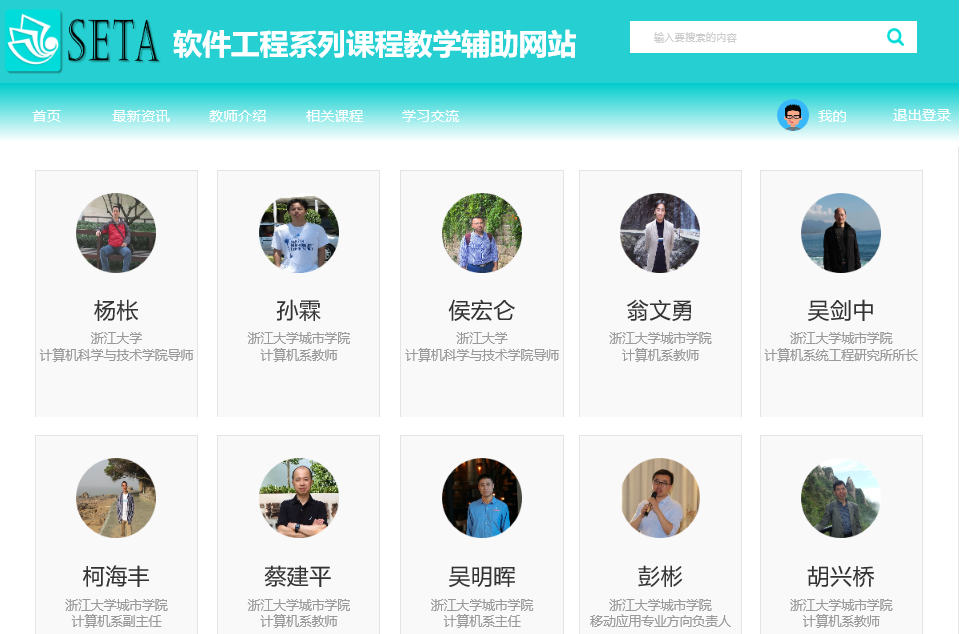 SETA 软件工程系列课程教学辅助网站
输入要搜索的内容
首页 最新资讯 教师介绍 相关课程 学习交流 我的 退出登录
杨枨 孙霖 侯宏仑 翁文勇 吴剑中
浙江大学 浙江大学城市学院 浙江大学 浙江大学城市学院 浙江大学城市学院
计算机科学与技术学院导师 计算机系教师 计算机科学与技术学院导师 计算机系教师 计算机系统工程研究所所长
柯海丰 蔡建平 吴明晖 彭彬 胡兴桥
浙江大学城市学院 浙江大学城市学院 浙江大学城市学院 浙江大学城市学院 浙江大学城市学院
计算机系副主任 计算机系教师 计算机系主任 移动应用专业方向负责人 计算机系教师